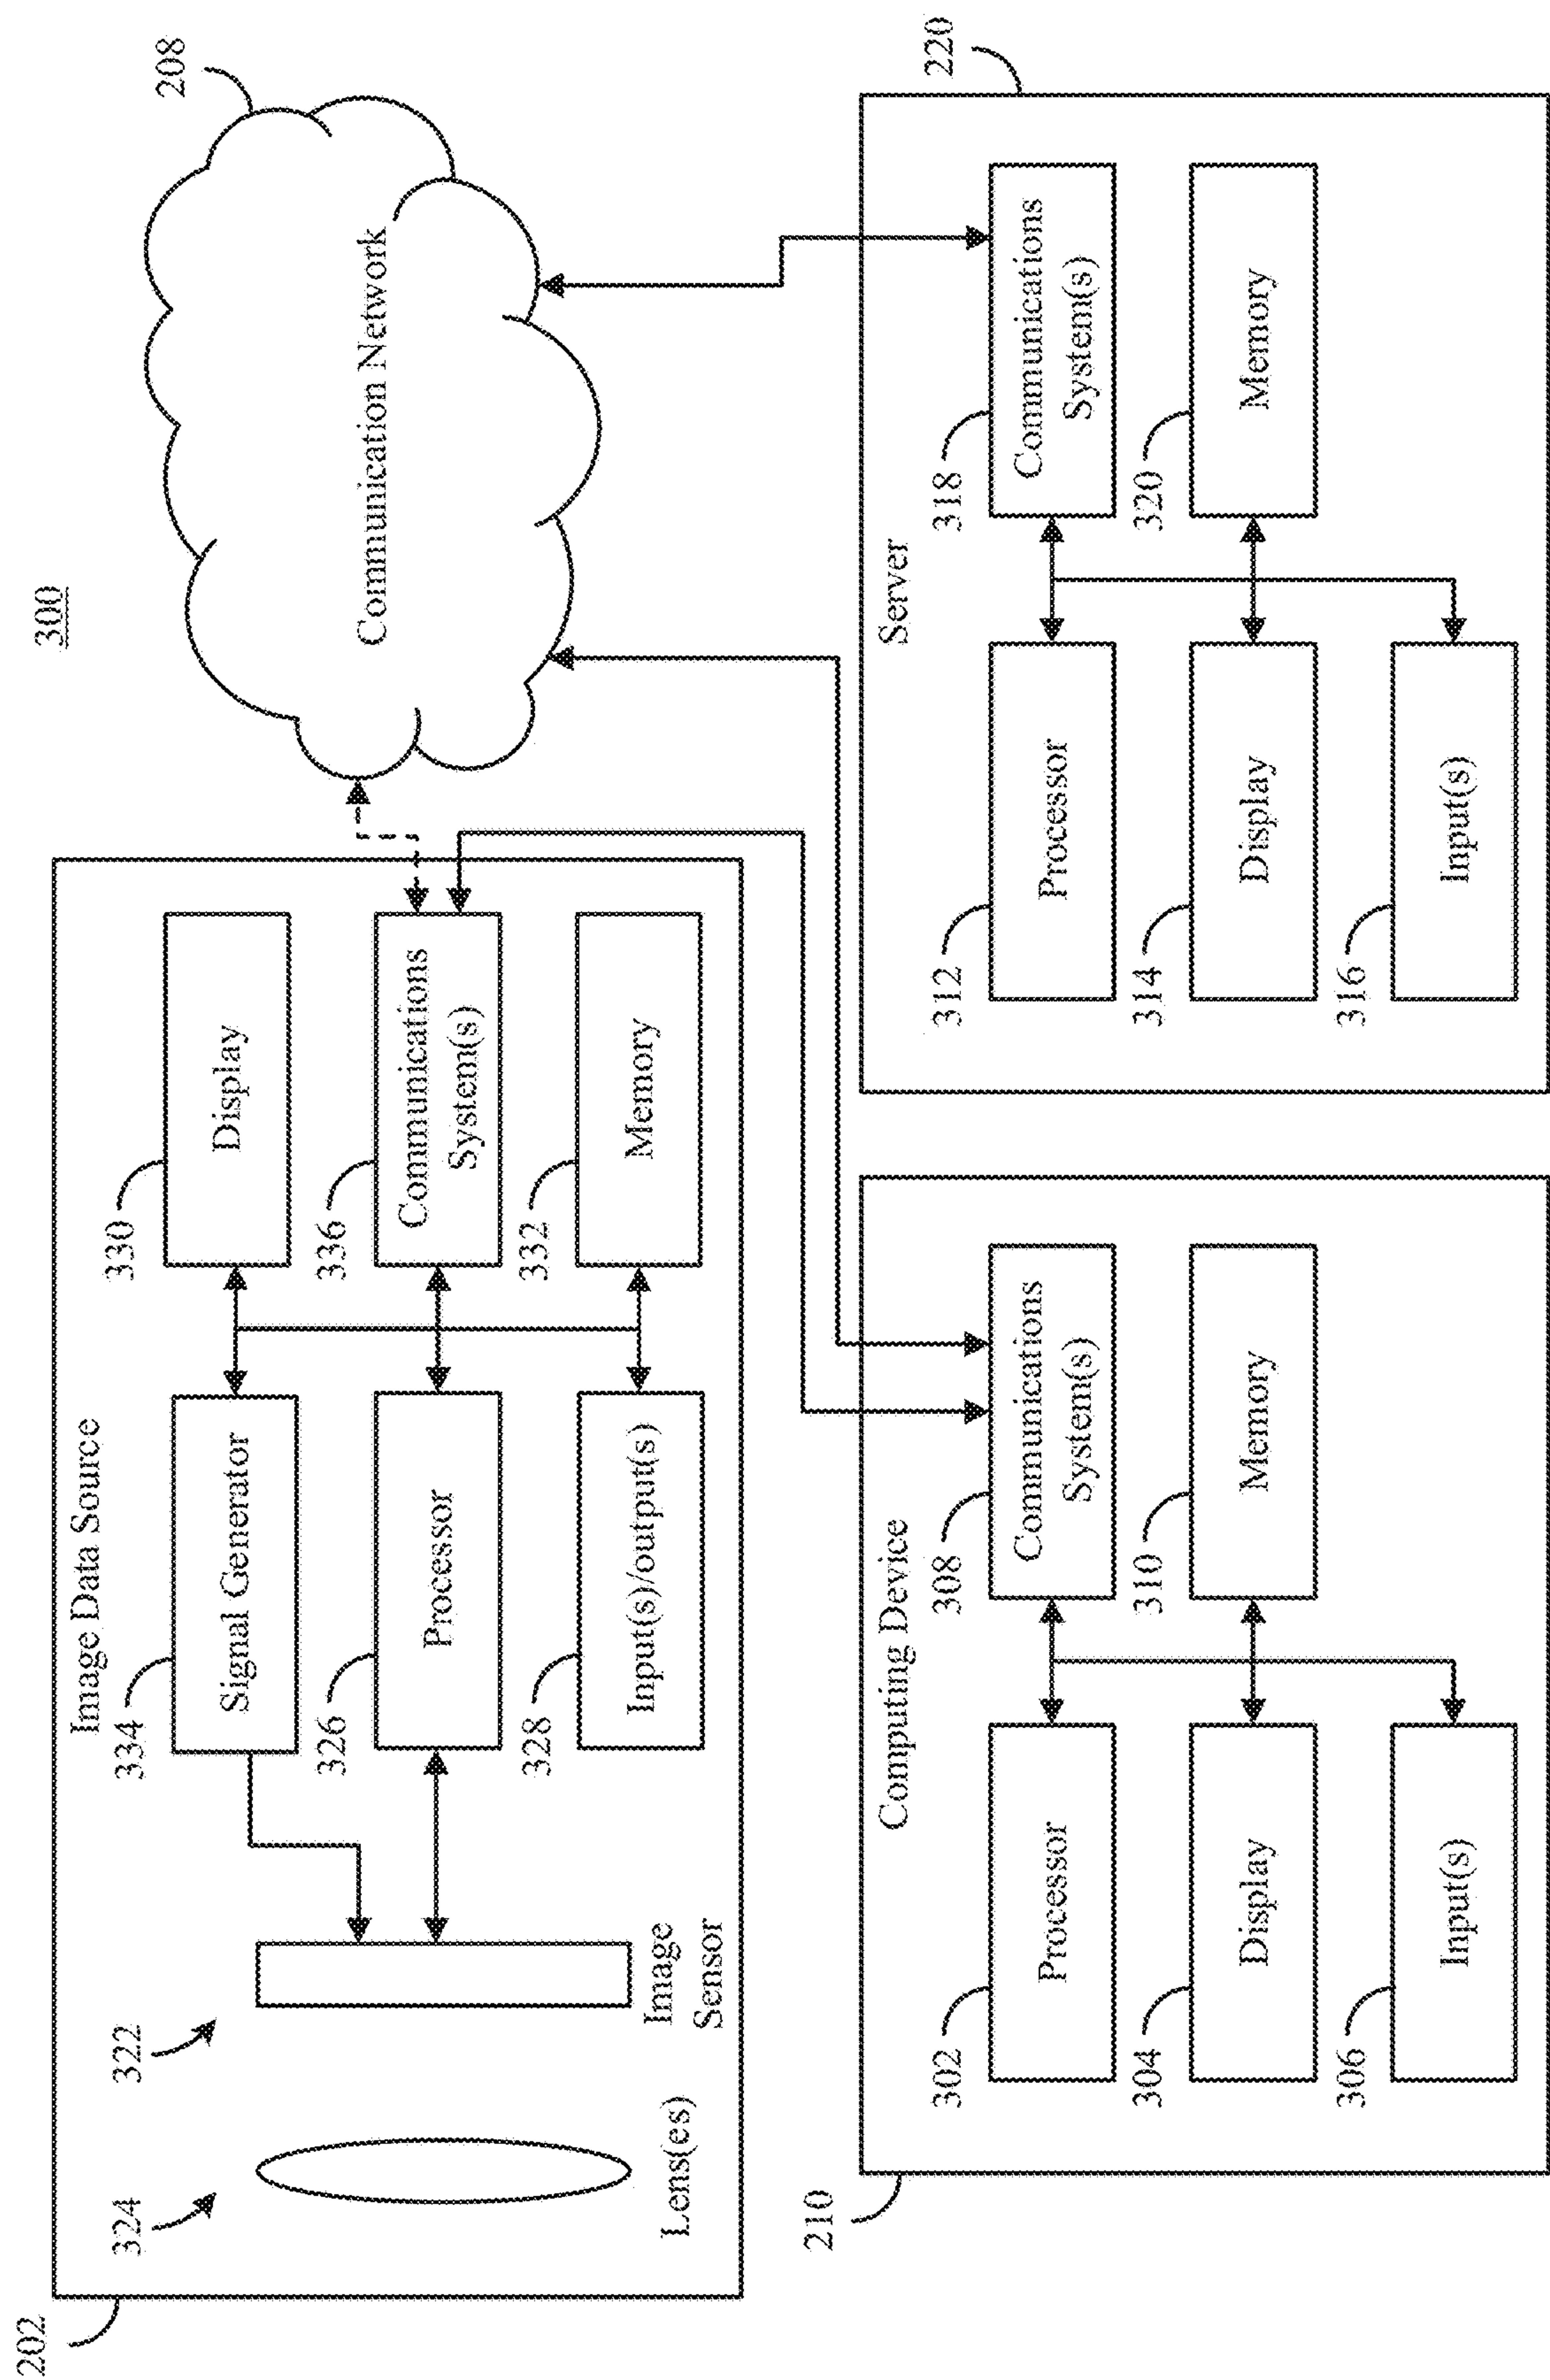 300
202
Image Data Source
324
Lens(es)
322
Image
Sensor
334
Signal Generator
326
Processor
328
Input(s)/output(s)
330
Display
336
Communications
System(s)
332
Memory
208
Communication Network
210
Computing Device
302
Processor
304
Display
306
Input(s)
308
Communications
System(s)
310
Memory
220
Server
312
Processor
314
Display
316
Input(s)
318
Communications
System(s)
320
Memory